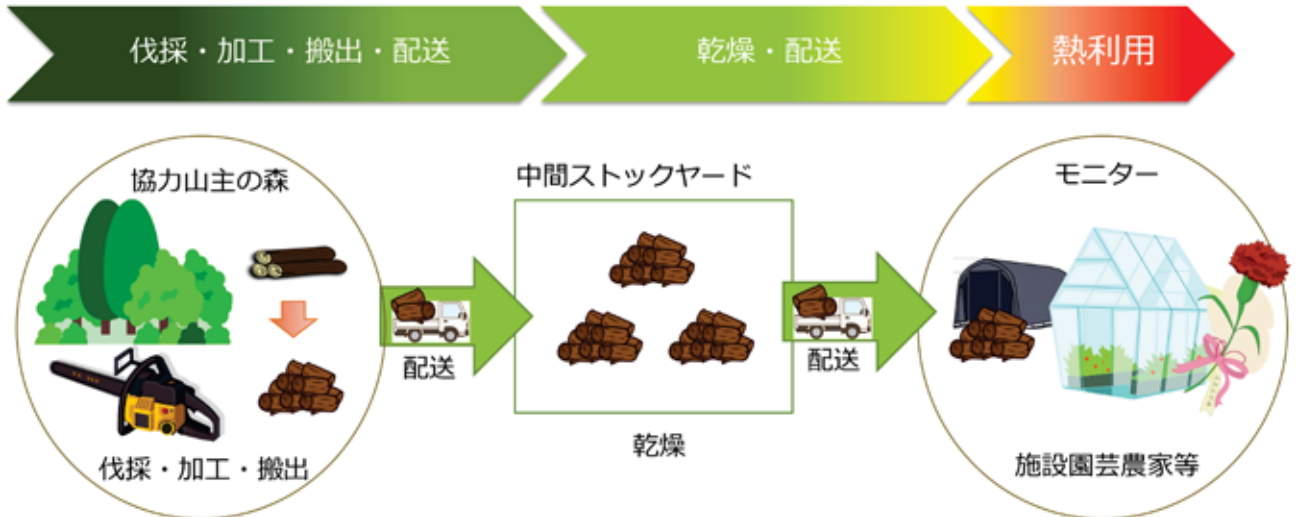 伐採・加工・搬出・配送
乾燥・配送
熱利用
協力山主の森
伐採・加工・搬出
配送
中間ストックヤード
乾燥
配送
モニター
施設園芸農家等